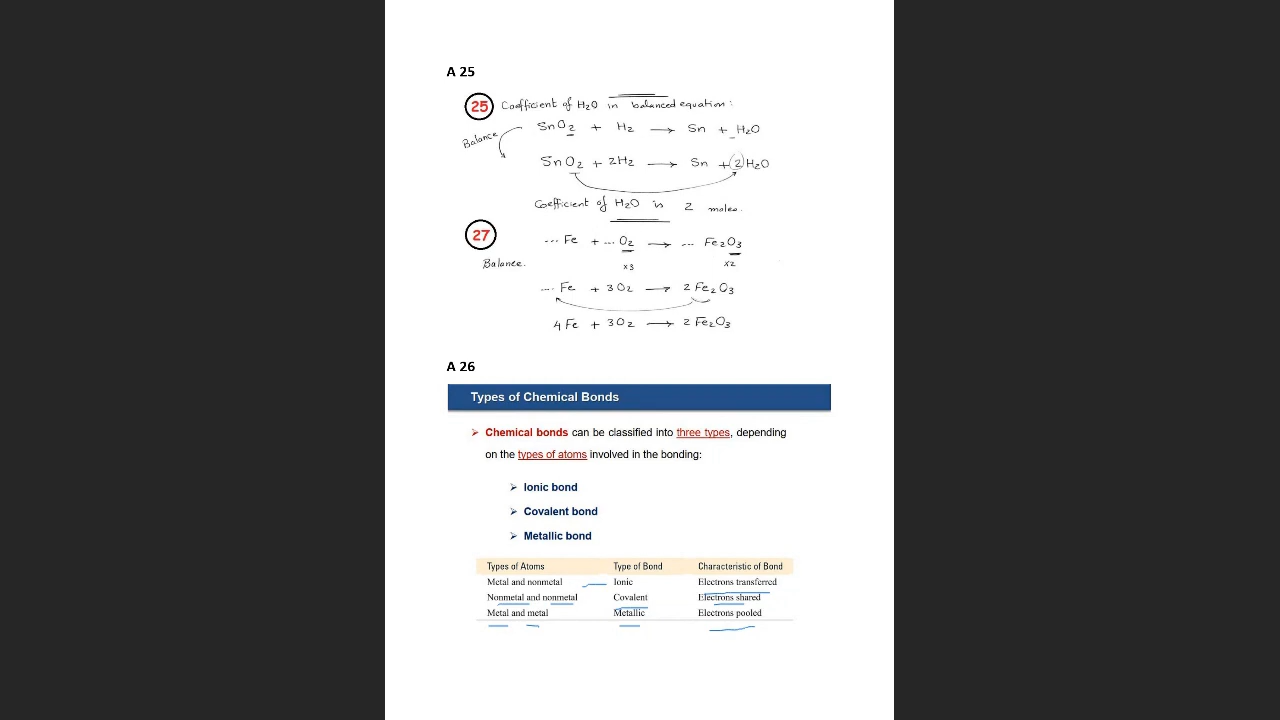 A 25
25 Coefficient of H₂O in balanced equation:
SnO₂ + H₂ → Sn + H₂O
Balance
SnO₂ + 2H₂ → Sn + 2H₂O
Coefficient of H₂O is 2 moles.
27
... Fe + ... O₂ → ... Fe₂O₃
Balance. x3 x2
... Fe + 3O₂ → 2Fe₂O₃
4Fe + 3O₂ → 2Fe₂O₃
A 26
Types of Chemical Bonds
➢ Chemical bonds can be classified into three types, depending
on the types of atoms involved in the bonding:
➢ Ionic bond
➢ Covalent bond
➢ Metallic bond
Types of Atoms Type of Bond Characteristic of Bond
Metal and nonmetal Ionic Electrons transferred
Nonmetal and nonmetal Covalent Electrons shared
Metal and metal Metallic Electrons pooled